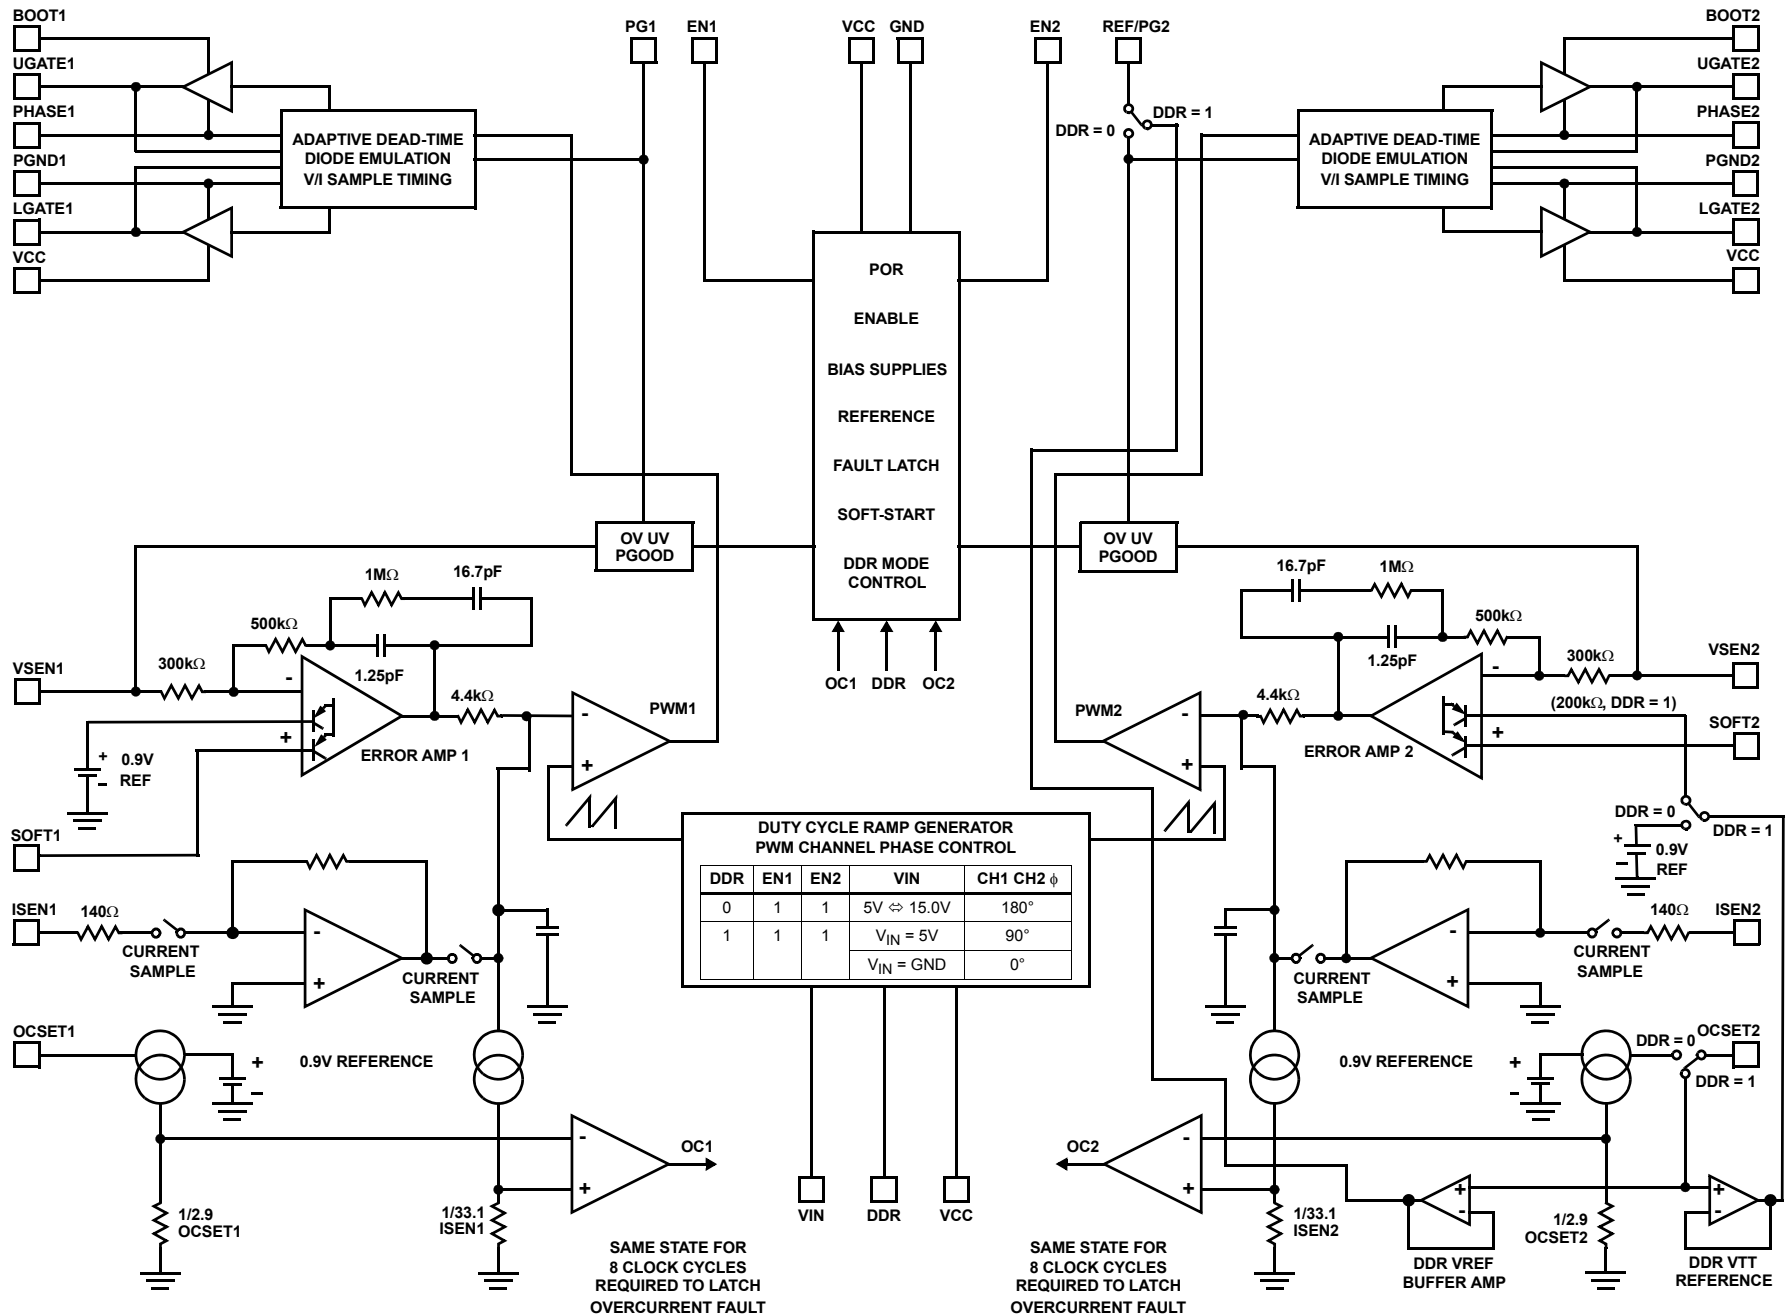 BOOT1
UGATE1
PHASE1
PGND1
LGATE1
VCC
ADAPTIVE DEAD-TIME
DIODE EMULATION
V/I SAMPLE TIMING
PG1
EN1
VCC
GND
EN2
REF/PG2
DDR = 1
DDR = 0
BOOT2
UGATE2
PHASE2
PGND2
LGATE2
VCC
ADAPTIVE DEAD-TIME
DIODE EMULATION
V/I SAMPLE TIMING
POR
ENABLE
BIAS SUPPLIES
REFERENCE
FAULT LATCH
SOFT-START
DDR MODE
CONTROL
OC1
DDR
OC2
OV UV
PGOOD
OV UV
PGOOD
1MΩ
16.7pF
500kΩ
1.25pF
VSEN1
300kΩ
-
+
4.4kΩ
ERROR AMP 1
+
-
0.9V
REF
SOFT1
-
+
PWM1
16.7pF
1MΩ
500kΩ
1.25pF
300kΩ
VSEN2
(200kΩ, DDR = 1)
SOFT2
-
+
4.4kΩ
ERROR AMP 2
PWM2
-
+
DDR = 0
DDR = 1
+
-
0.9V
REF
DUTY CYCLE RAMP GENERATOR
PWM CHANNEL PHASE CONTROL
DDR EN1 EN2 VIN CH1 CH2 ϕ
0 1 1 5V ⇔ 15.0V 180°
1 1 1 VIN = 5V 90°
VIN = GND 0°
VIN
DDR
VCC
ISEN1
140Ω
CURRENT
SAMPLE
-
+
CURRENT
SAMPLE
OCSET1
+
-
0.9V REFERENCE
-
+
OC1
1/2.9
OCSET1
1/33.1
ISEN1
SAME STATE FOR
8 CLOCK CYCLES
REQUIRED TO LATCH
OVERCURRENT FAULT
ISEN2
140Ω
CURRENT
SAMPLE
-
+
CURRENT
SAMPLE
0.9V REFERENCE
+
-
DDR = 0
OCSET2
DDR = 1
OC2
-
+
1/33.1
ISEN2
1/2.9
OCSET2
+
-
DDR VREF
BUFFER AMP
+
-
DDR VTT
REFERENCE
SAME STATE FOR
8 CLOCK CYCLES
REQUIRED TO LATCH
OVERCURRENT FAULT